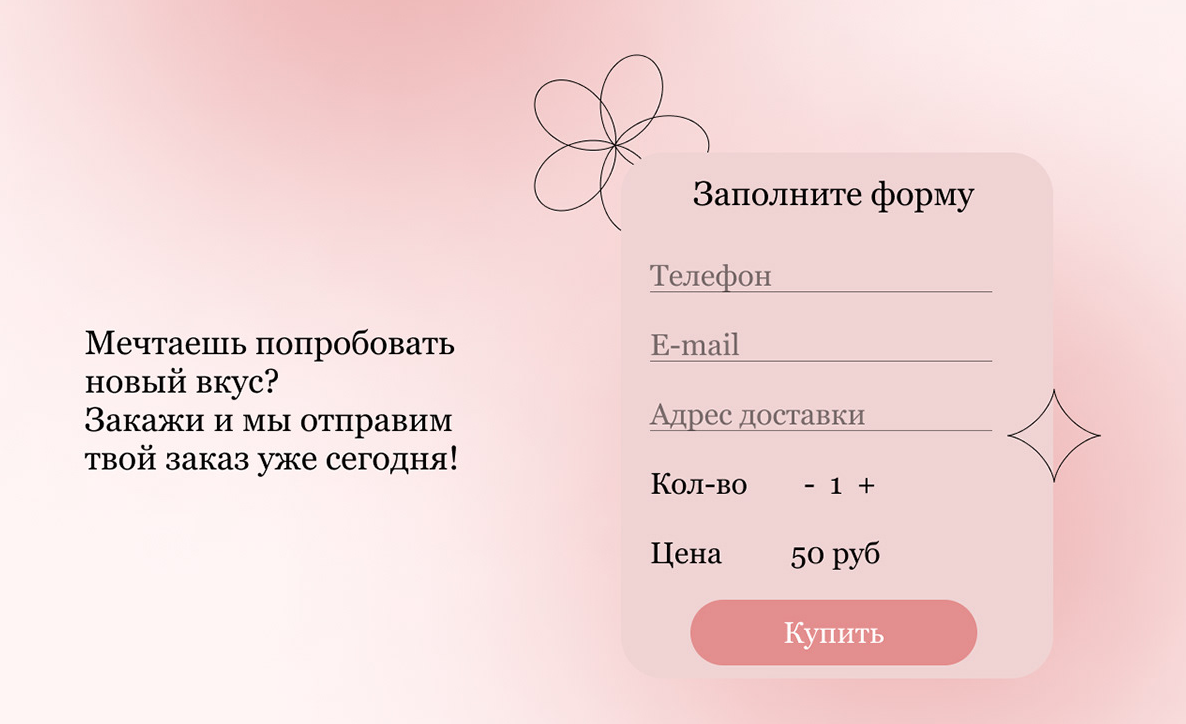 Мечтаешь попробовать
новый вкус?
Закажи и мы отправим
твой заказ уже сегодня!
Заполните форму
Телефон
E-mail
Адрес доставки
Кол-во - 1 +
Цена 50 руб
Купить